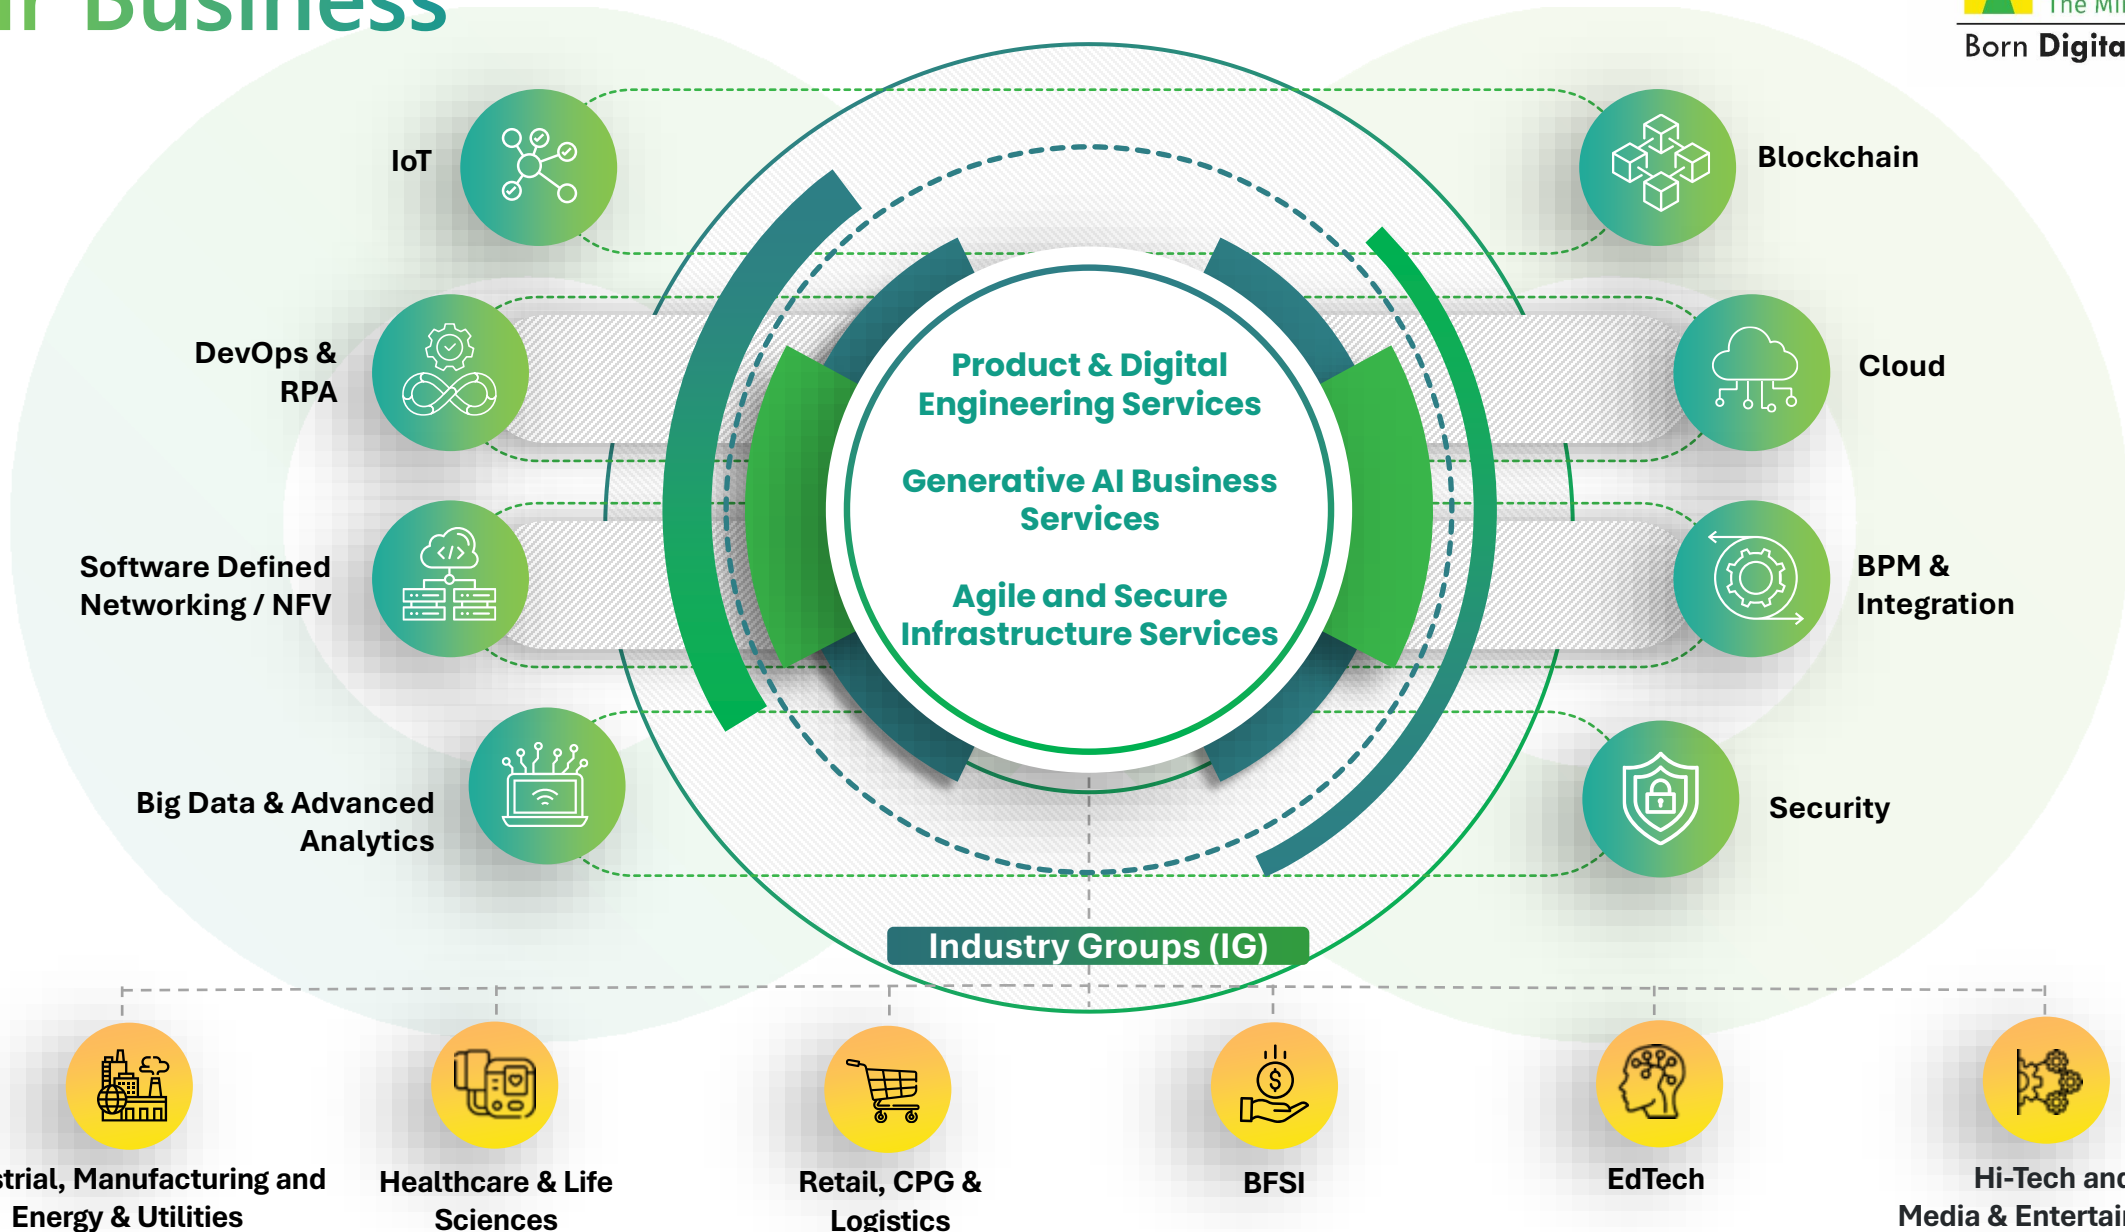 Business
The
Born Digita
IoT
Blockchain
DevOps &
RPA
Cloud
Product & Digital
Engineering Services
Generative AI Business
Services
Agile and Secure
Infrastructure Services
Software Defined
Networking / NFV
BPM &
Integration
Big Data & Advanced
Analytics
Security
Industry Groups (IG)
strial, Manufacturing and
Energy & Utilities
Healthcare & Life
Sciences
Retail, CPG &
Logistics
BFSI
EdTech
Hi-Tech and
Media & Entertai